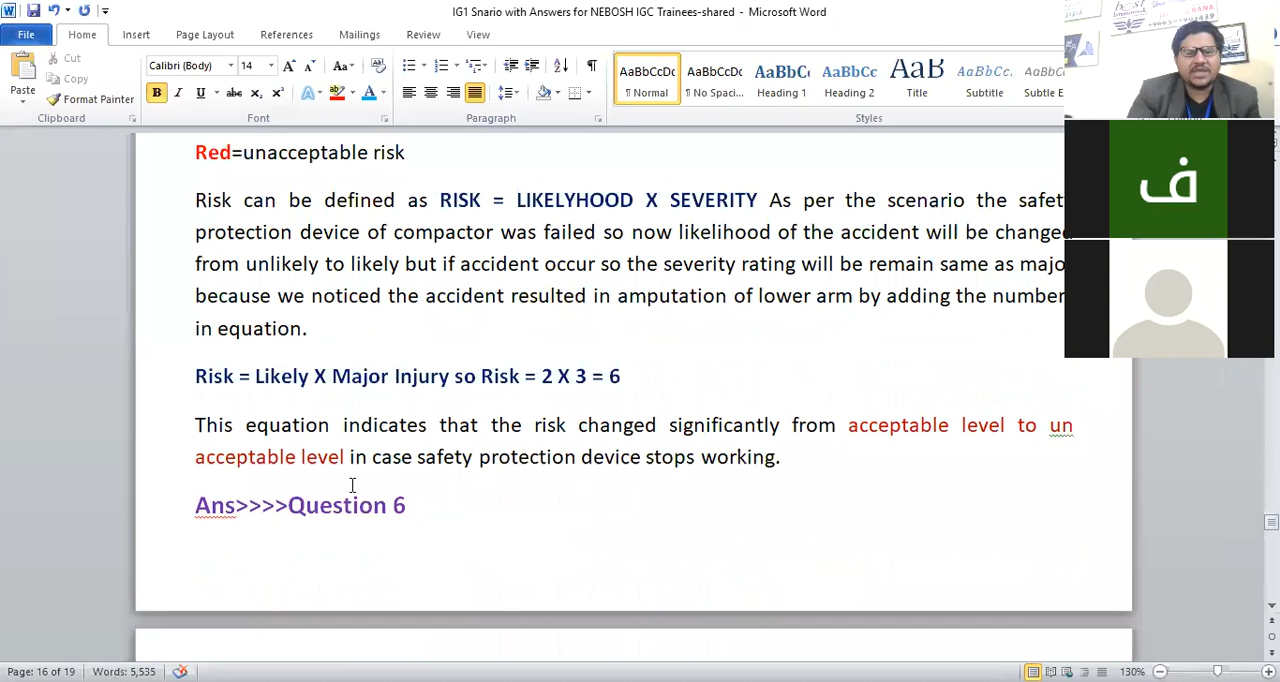 IG1 Snario with Answers for NEBOSH IGC Trainees-shared - Microsoft Word
File Home Insert Page Layout References Mailings Review View
Paste
Cut
Copy
Format Painter
Clipboard
Calibri (Body) 14
Font
Paragraph
AaBbCcDc AaBbCcDc AaBbC AaBbCc AaB AaBbCc. AaBbC
¶ Normal ¶ No Spaci... Heading 1 Heading 2 Title Subtitle Subtle E
Styles
Red=unacceptable risk
Risk can be defined as RISK = LIKELYHOOD X SEVERITY As per the scenario the safet
protection device of compactor was failed so now likelihood of the accident will be changed
from unlikely to likely but if accident occur so the severity rating will be remain same as major
because we noticed the accident resulted in amputation of lower arm by adding the number
in equation.
Risk = Likely X Major Injury so Risk = 2 X 3 = 6
This equation indicates that the risk changed significantly from acceptable level to un
acceptable level in case safety protection device stops working.
Ans>>>>Question 6
ف
Page: 16 of 19 Words: 5,535 130%